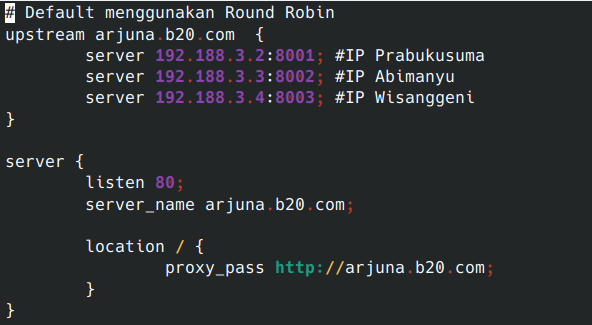 # Default menggunakan Round Robin
upstream arjuna.b20.com  {
        server 192.188.3.2:8001; #IP Prabukusuma
        server 192.188.3.3:8002; #IP Abimanyu
        server 192.188.3.4:8003; #IP Wisanggeni
}

server {
        listen 80;
        server_name arjuna.b20.com;

        location / {
                proxy_pass http://arjuna.b20.com;
        }
}